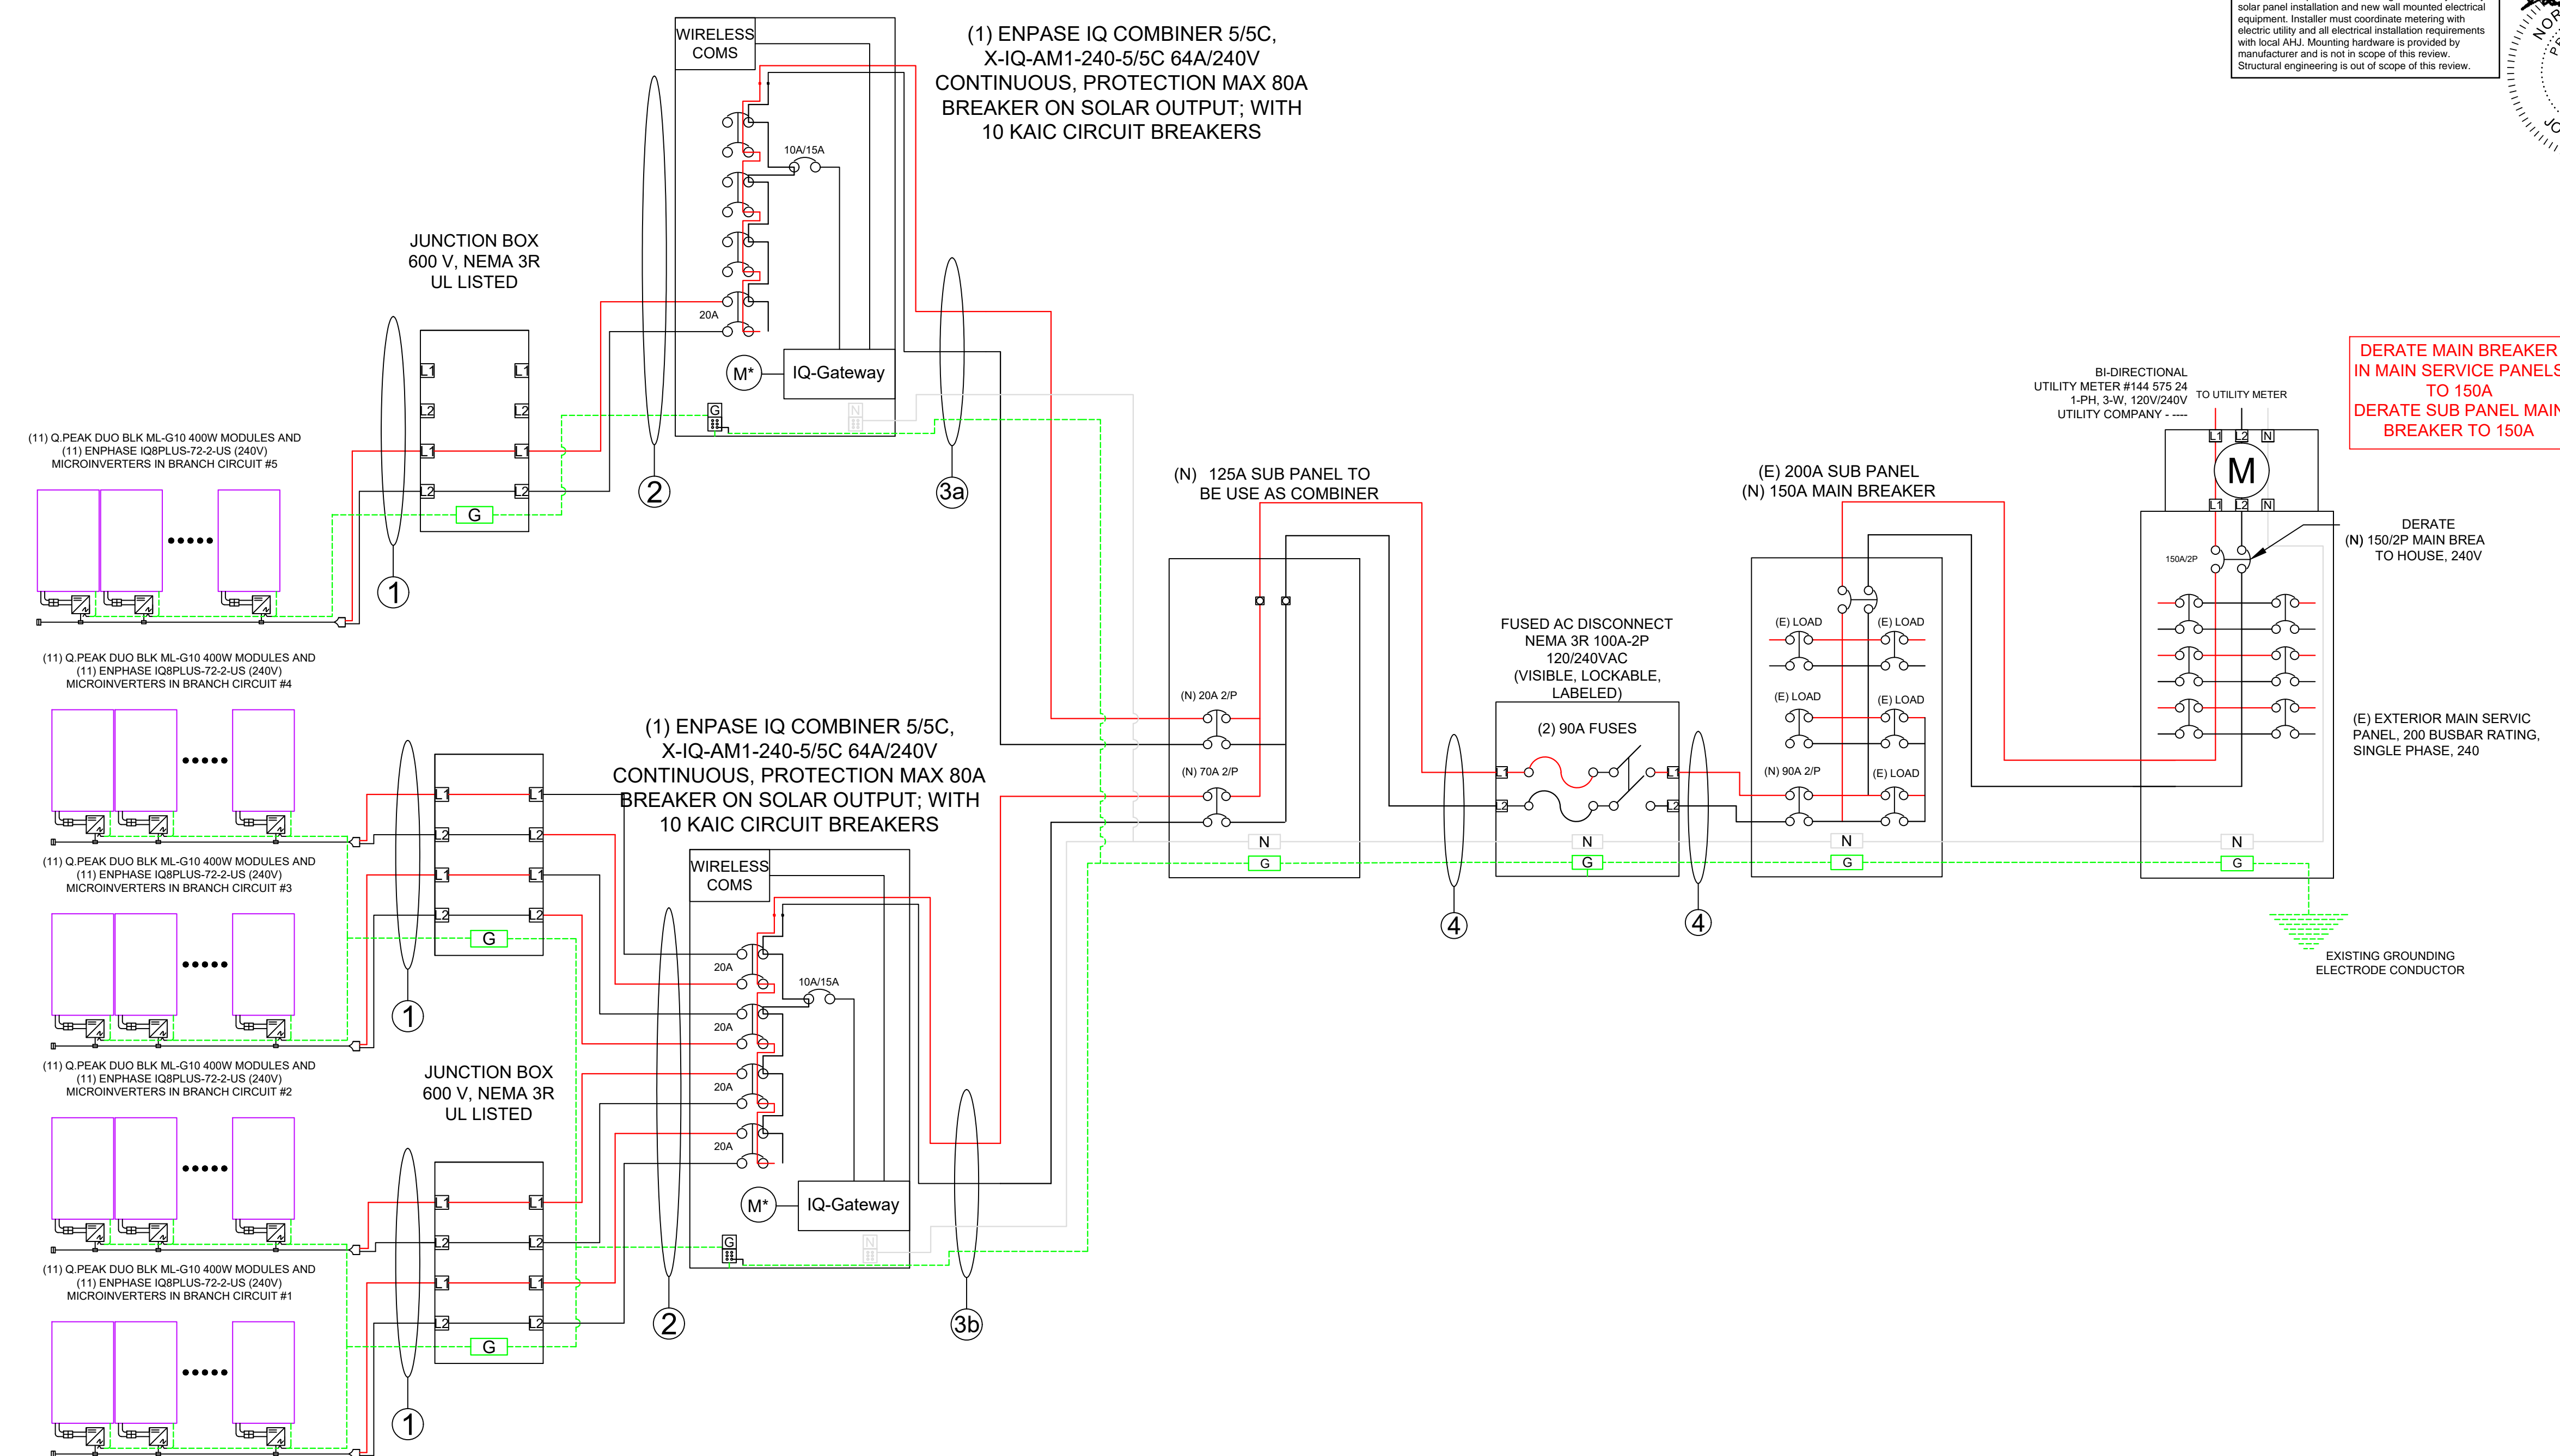 solar panel installation and new wall mounted electrical
equipment. Installer must coordinate metering with
electric utility and all electrical installation requirements
with local AHJ. Mounting hardware is provided by
manufacturer and is not in scope of this review.
Structural engineering is out of scope of this review.
WIRELESS
COMS
(1) ENPASE IQ COMBINER 5/5C,
X-IQ-AM1-240-5/5C 64A/240V
CONTINUOUS, PROTECTION MAX 80A
BREAKER ON SOLAR OUTPUT; WITH
10 KAIC CIRCUIT BREAKERS
10A/15A
20A
M*
IQ-Gateway
G
N
JUNCTION BOX
600 V, NEMA 3R
UL LISTED
L1
L1
L2
L2
L1
L1
L2
L2
G
1
2
3a
(11) Q.PEAK DUO BLK ML-G10 400W MODULES AND
(11) ENPHASE IQ8PLUS-72-2-US (240V)
MICROINVERTERS IN BRANCH CIRCUIT #5
(11) Q.PEAK DUO BLK ML-G10 400W MODULES AND
(11) ENPHASE IQ8PLUS-72-2-US (240V)
MICROINVERTERS IN BRANCH CIRCUIT #4
(11) Q.PEAK DUO BLK ML-G10 400W MODULES AND
(11) ENPHASE IQ8PLUS-72-2-US (240V)
MICROINVERTERS IN BRANCH CIRCUIT #3
(11) Q.PEAK DUO BLK ML-G10 400W MODULES AND
(11) ENPHASE IQ8PLUS-72-2-US (240V)
MICROINVERTERS IN BRANCH CIRCUIT #2
(11) Q.PEAK DUO BLK ML-G10 400W MODULES AND
(11) ENPHASE IQ8PLUS-72-2-US (240V)
MICROINVERTERS IN BRANCH CIRCUIT #1
L1
L1
L2
L2
L1
L1
L2
L2
G
1
JUNCTION BOX
600 V, NEMA 3R
UL LISTED
L1
L1
L2
L2
L1
L1
L2
L2
G
1
(1) ENPASE IQ COMBINER 5/5C,
X-IQ-AM1-240-5/5C 64A/240V
CONTINUOUS, PROTECTION MAX 80A
BREAKER ON SOLAR OUTPUT; WITH
10 KAIC CIRCUIT BREAKERS
WIRELESS
COMS
20A
10A/15A
20A
20A
20A
M*
IQ-Gateway
G
N
2
3b
(N) 125A SUB PANEL TO
BE USE AS COMBINER
(N) 20A 2/P
(N) 70A 2/P
N
G
4
FUSED AC DISCONNECT
NEMA 3R 100A-2P
120/240VAC
(VISIBLE, LOCKABLE,
LABELED)
(2) 90A FUSES
L1
L1
L2
L2
N
G
4
(E) 200A SUB PANEL
(N) 150A MAIN BREAKER
(E) LOAD
(E) LOAD
(E) LOAD
(E) LOAD
(N) 90A 2/P
(E) LOAD
N
G
BI-DIRECTIONAL
UTILITY METER #144 575 24
1-PH, 3-W, 120V/240V
UTILITY COMPANY - ----
TO UTILITY METER
L1
L2
N
M
L1
L2
N
150A/2P
N
G
DERATE MAIN BREAKER
IN MAIN SERVICE PANELS
TO 150A
DERATE SUB PANEL MAIN
BREAKER TO 150A
DERATE
(N) 150/2P MAIN BREA
TO HOUSE, 240V
(E) EXTERIOR MAIN SERVIC
PANEL, 200 BUSBAR RATING,
SINGLE PHASE, 240
EXISTING GROUNDING
ELECTRODE CONDUCTOR